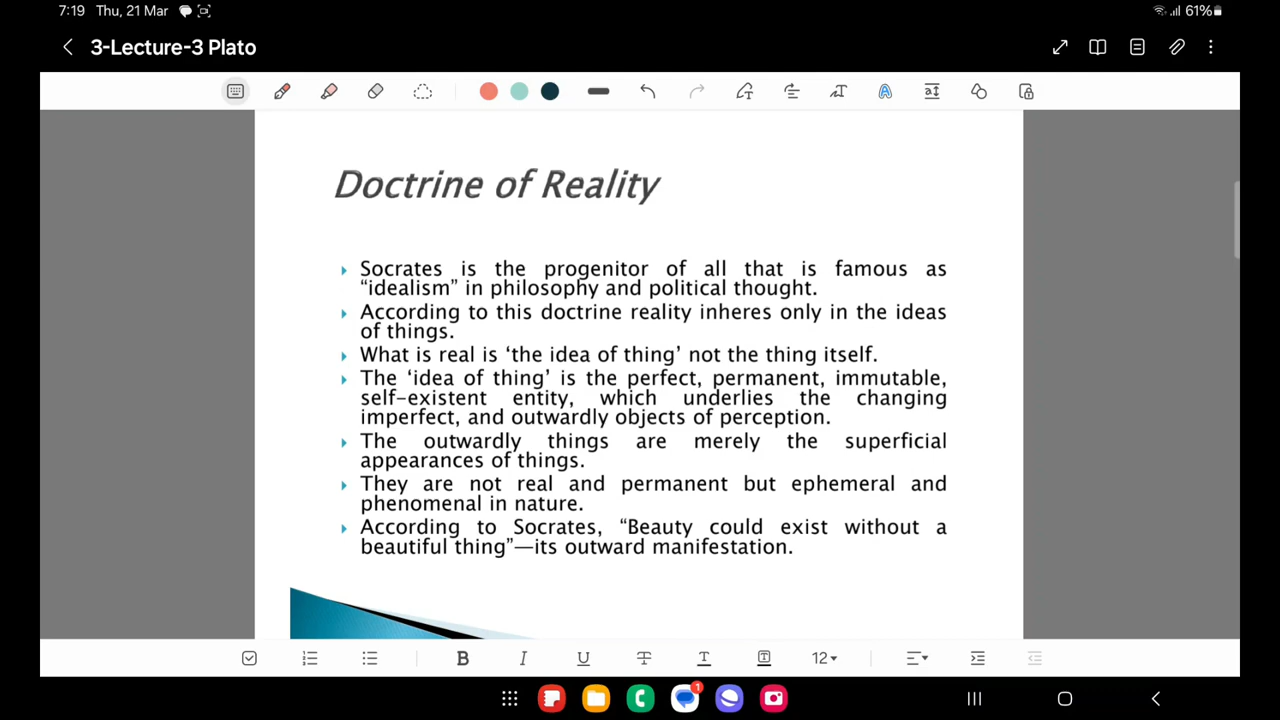 7:19 Thu, 21 Mar 61%
3-Lecture-3 Plato
Doctrine of Reality
Socrates is the progenitor of all that is famous as
“idealism” in philosophy and political thought.
According to this doctrine reality inheres only in the ideas
of things.
What is real is ‘the idea of thing’ not the thing itself.
The ‘idea of thing’ is the perfect, permanent, immutable,
self-existent entity, which underlies the changing
imperfect, and outwardly objects of perception.
The outwardly things are merely the superficial
appearances of things.
They are not real and permanent but ephemeral and
phenomenal in nature.
According to Socrates, “Beauty could exist without a
beautiful thing”—its outward manifestation.
B I U T T T 12
1